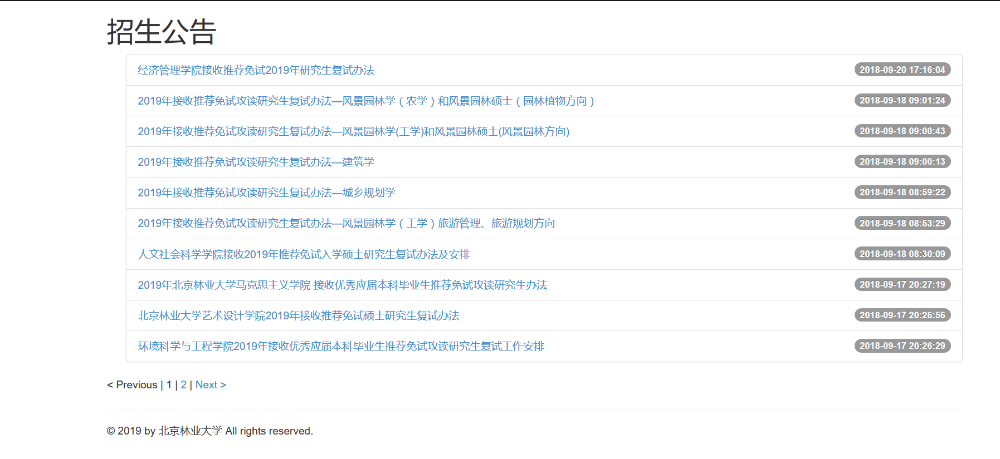 招生公告
经济管理学院接收推荐免试2019年研究生复试办法 2018-09-20 17:16:04
2019年接收推荐免试攻读研究生复试办法—风景园林学（农学）和风景园林硕士（园林植物方向） 2018-09-18 09:01:24
2019年接收推荐免试攻读研究生复试办法—风景园林学(工学)和风景园林硕士(风景园林方向) 2018-09-18 09:00:43
2019年接收推荐免试攻读研究生复试办法—建筑学 2018-09-18 09:00:13
2019年接收推荐免试攻读研究生复试办法—城乡规划学 2018-09-18 08:59:22
2019年接收推荐免试攻读研究生复试办法—风景园林学（工学）旅游管理、旅游规划方向 2018-09-18 08:53:29
人文社会科学学院接收2019年推荐免试入学硕士研究生复试办法及安排 2018-09-18 08:30:09
2019年北京林业大学马克思主义学院 接收优秀应届本科毕业生推荐免试攻读研究生办法 2018-09-17 20:27:19
北京林业大学艺术设计学院2019年接收推荐免试硕士研究生复试办法 2018-09-17 20:26:56
环境科学与工程学院2019年接收优秀应届本科毕业生推荐免试攻读研究生复试工作安排 2018-09-17 20:26:29
< Previous | 1 | 2 | Next >
© 2019 by 北京林业大学 All rights reserved.